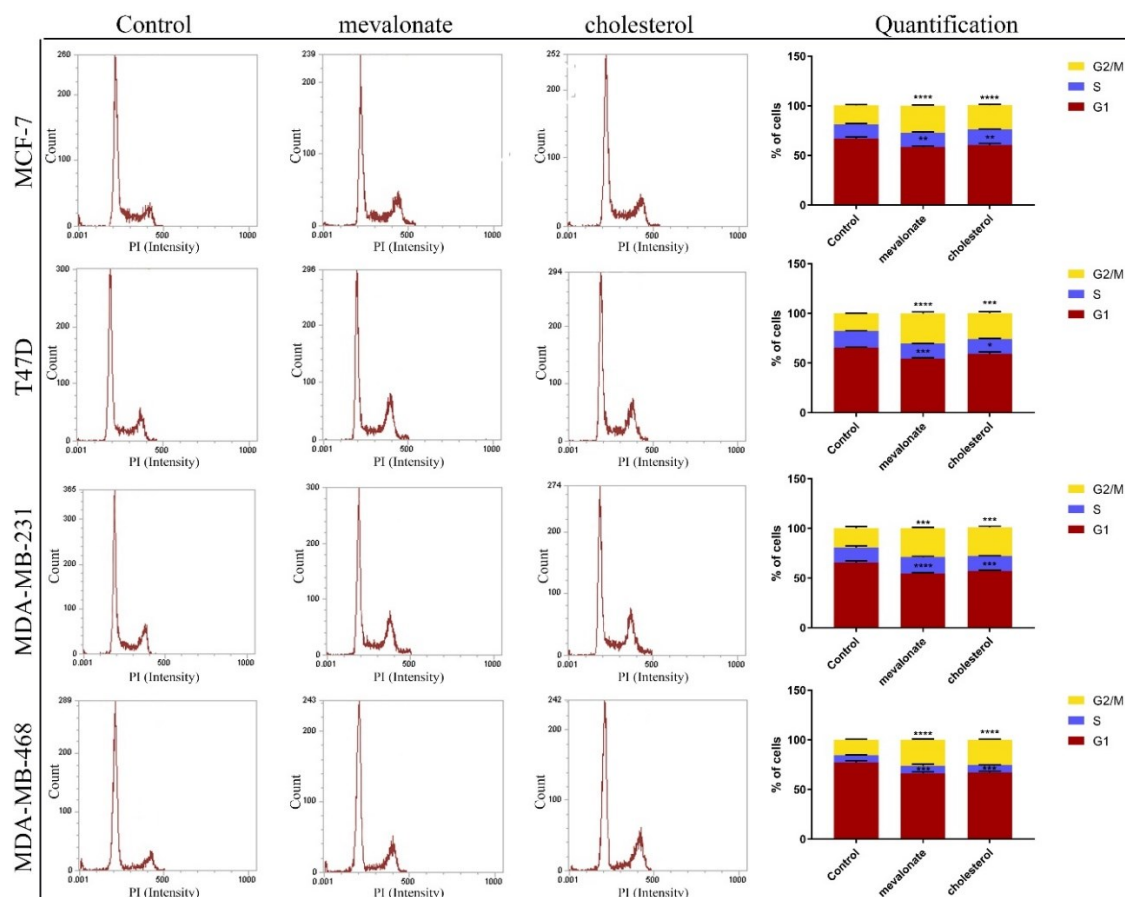 Control mevalonate cholesterol Quantification
MCF-7
260
200
100
0
Count
0.001 500 1000
PI (Intensity)
239
100
0
Count
0.001 500 1000
PI (Intensity)
252
200
100
0
Count
0.001 500 1000
PI (Intensity)
150
100
50
0
% of cells
**** ****
** **
Control mevalonate cholesterol
G2/M
S
G1
T47D
300
200
100
0
Count
0.001 500 1000
PI (Intensity)
296
200
100
0
Count
0.001 500 1000
PI (Intensity)
294
200
100
0
Count
0.001 500 1000
PI (Intensity)
150
100
50
0
% of cells
**** ***
*** *
Control mevalonate cholesterol
G2/M
S
G1
MDA-MB-231
365
300
200
100
0
Count
0.001 500 1000
PI (Intensity)
300
200
100
0
Count
0.001 500 1000
PI (Intensity)
274
200
100
0
Count
0.001 500 1000
PI (Intensity)
150
100
50
0
% of cells
*** ***
**** ***
Control mevalonate cholesterol
G2/M
S
G1
MDA-MB-468
289
200
100
0
Count
0.001 500 1000
PI (Intensity)
243
200
100
0
Count
0.001 500 1000
PI (Intensity)
242
200
100
0
Count
0.001 500 1000
PI (Intensity)
150
100
50
0
% of cells
**** ****
*** ***
Control mevalonate cholesterol
G2/M
S
G1